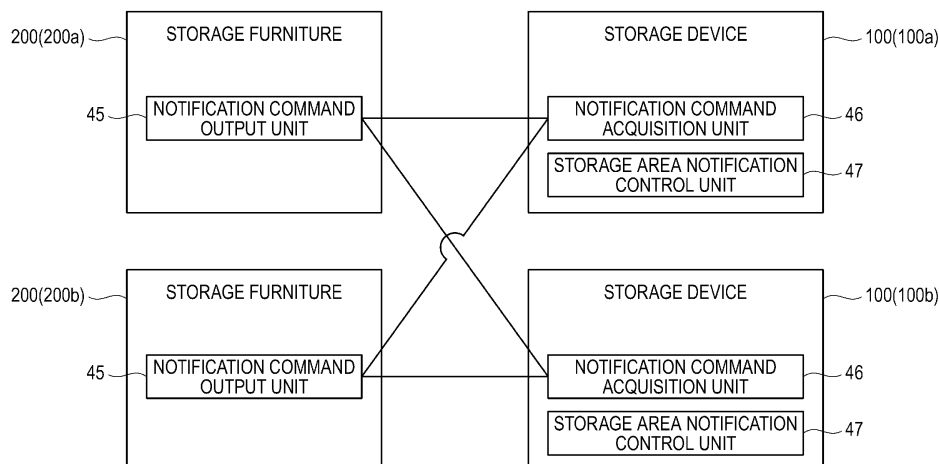 200(200a)
STORAGE FURNITURE
45
NOTIFICATION COMMAND
OUTPUT UNIT
STORAGE DEVICE
100(100a)
NOTIFICATION COMMAND
ACQUISITION UNIT
46
STORAGE AREA NOTIFICATION
CONTROL UNIT
47
200(200b)
STORAGE FURNITURE
45
NOTIFICATION COMMAND
OUTPUT UNIT
STORAGE DEVICE
100(100b)
NOTIFICATION COMMAND
ACQUISITION UNIT
46
STORAGE AREA NOTIFICATION
CONTROL UNIT
47